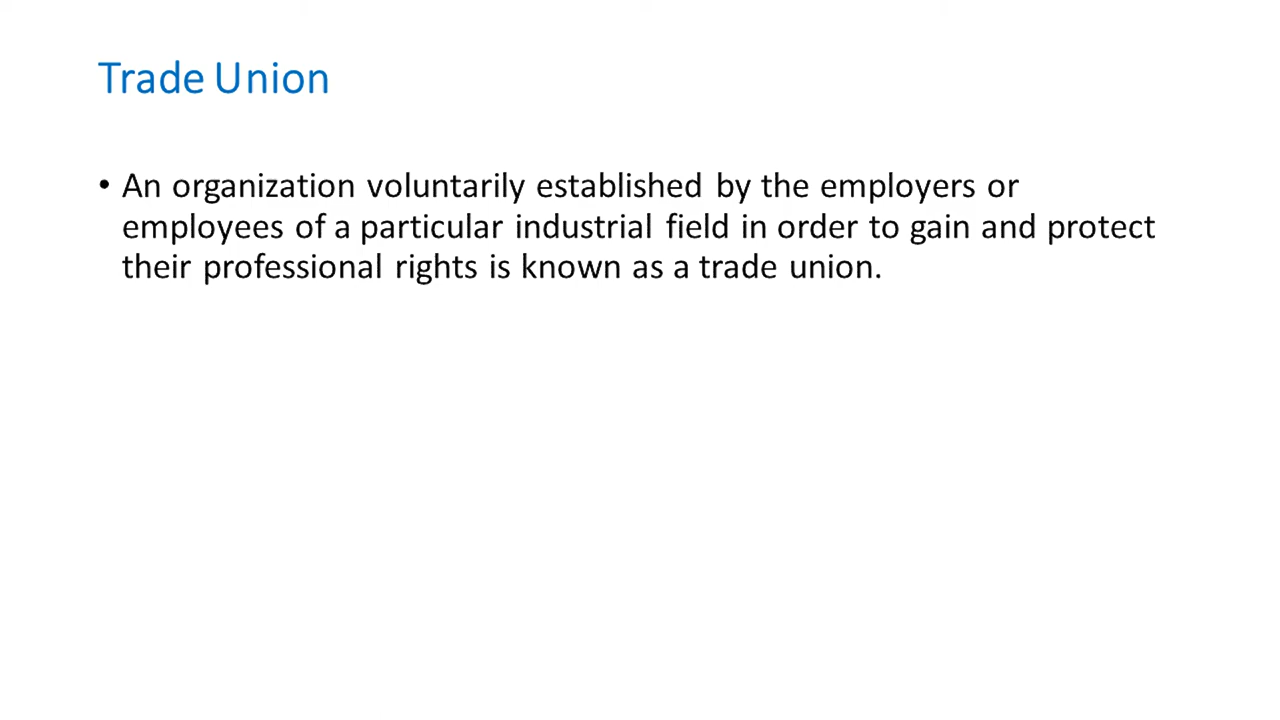 Trade Union
• An organization voluntarily established by the employers or
employees of a particular industrial field in order to gain and protect
their professional rights is known as a trade union.